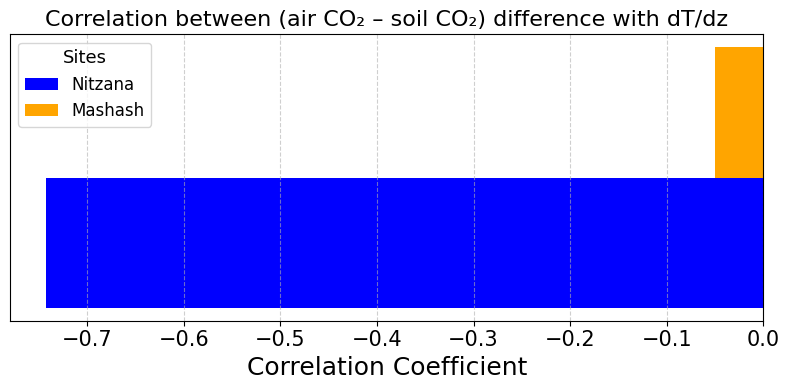 Correlation between (air CO₂ – soil CO₂) difference with dT/dz
Sites
Nitzana
Mashash
−0.7 −0.6 −0.5 −0.4 −0.3 −0.2 −0.1 0.0
Correlation Coefficient